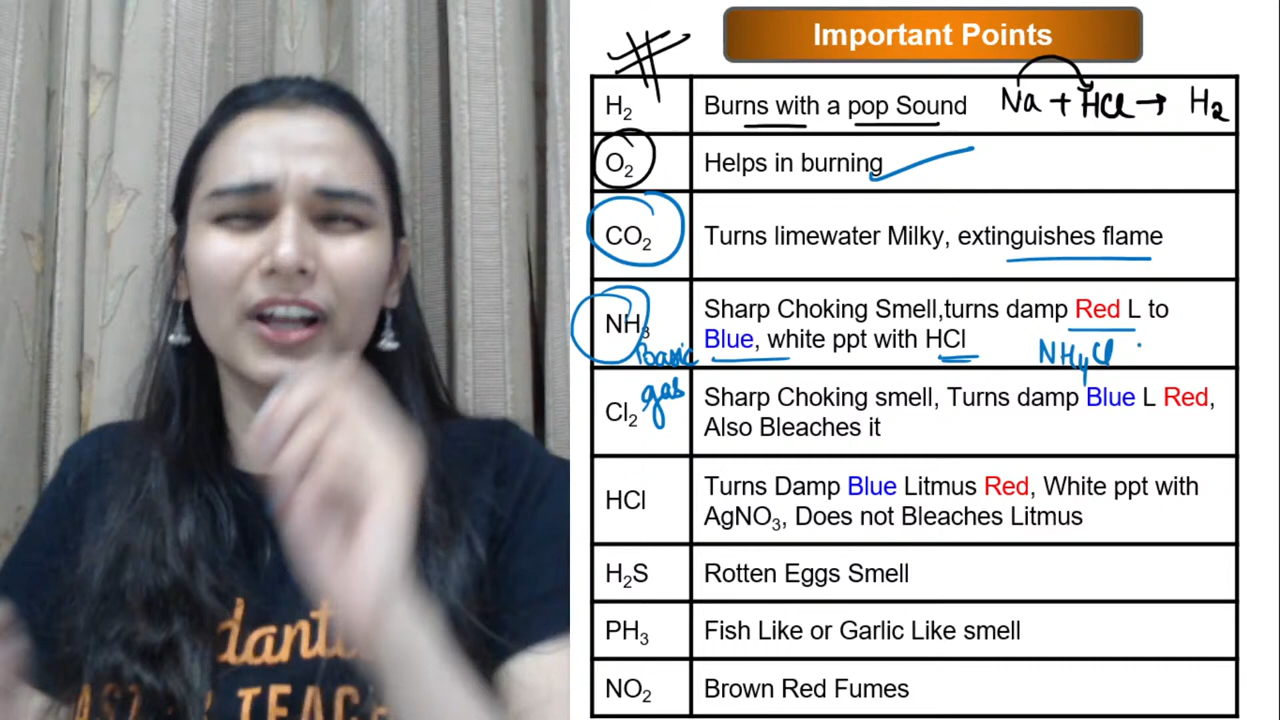 Important Points
H₂ Burns with a pop Sound Na + HCl → H₂
O₂ Helps in burning
CO₂ Turns limewater Milky, extinguishes flame
NH₃ Sharp Choking Smell,turns damp Red L to
Blue, white ppt with HCl NH₄Cl
Basic
gas
Cl₂ Sharp Choking smell, Turns damp Blue L Red,
Also Bleaches it
HCl Turns Damp Blue Litmus Red, White ppt with
AgNO₃, Does not Bleaches Litmus
H₂S Rotten Eggs Smell
PH₃ Fish Like or Garlic Like smell
NO₂ Brown Red Fumes
dant
TEAC